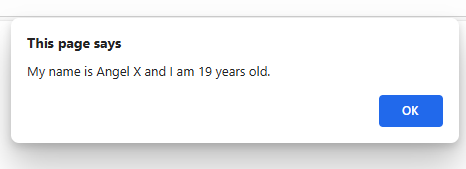 This page says
My name is Angel X and I am 19 years old.
OK